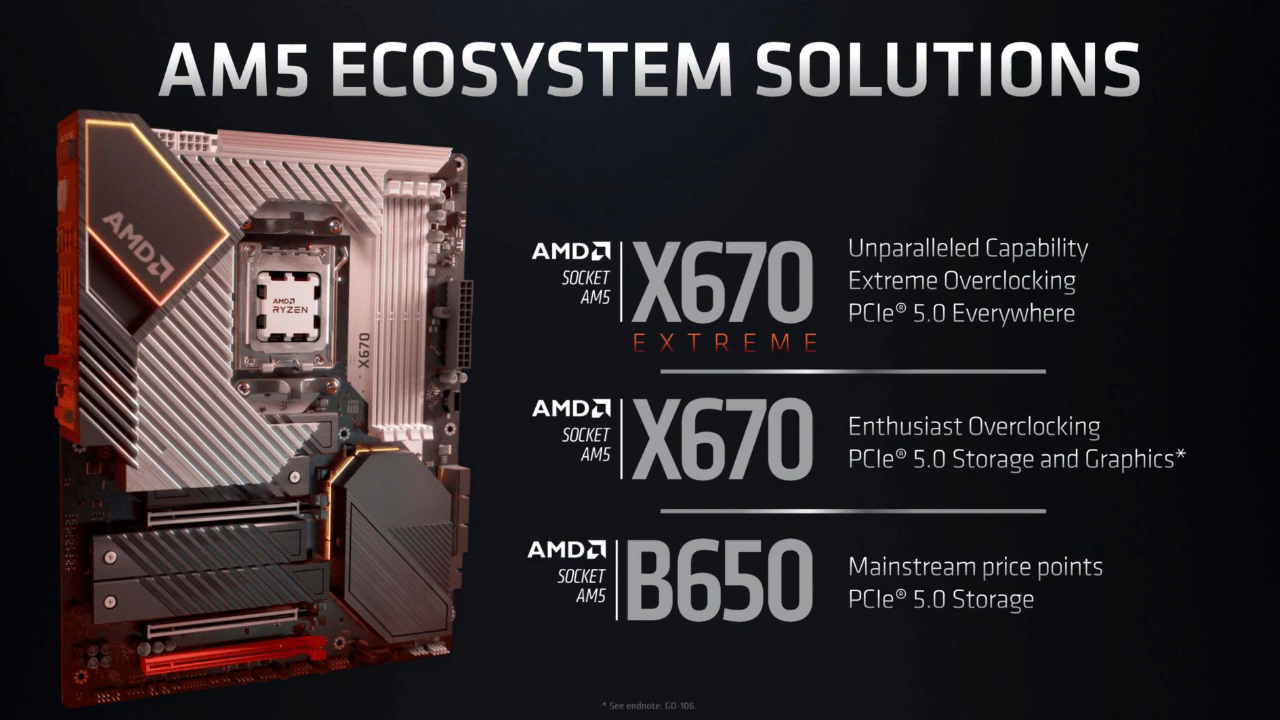 AM5 ECOSYSTEM SOLUTIONS
AMD
AMD
RYZEN
X670
AMD
SOCKET
AM5
X670
EXTREME
Unparalleled Capability
Extreme Overclocking
PCIe® 5.0 Everywhere
AMD
SOCKET
AM5
X670
Enthusiast Overclocking
PCIe® 5.0 Storage and Graphics*
AMD
SOCKET
AM5
B650
Mainstream price points
PCIe® 5.0 Storage
* See endnote: GD-106.